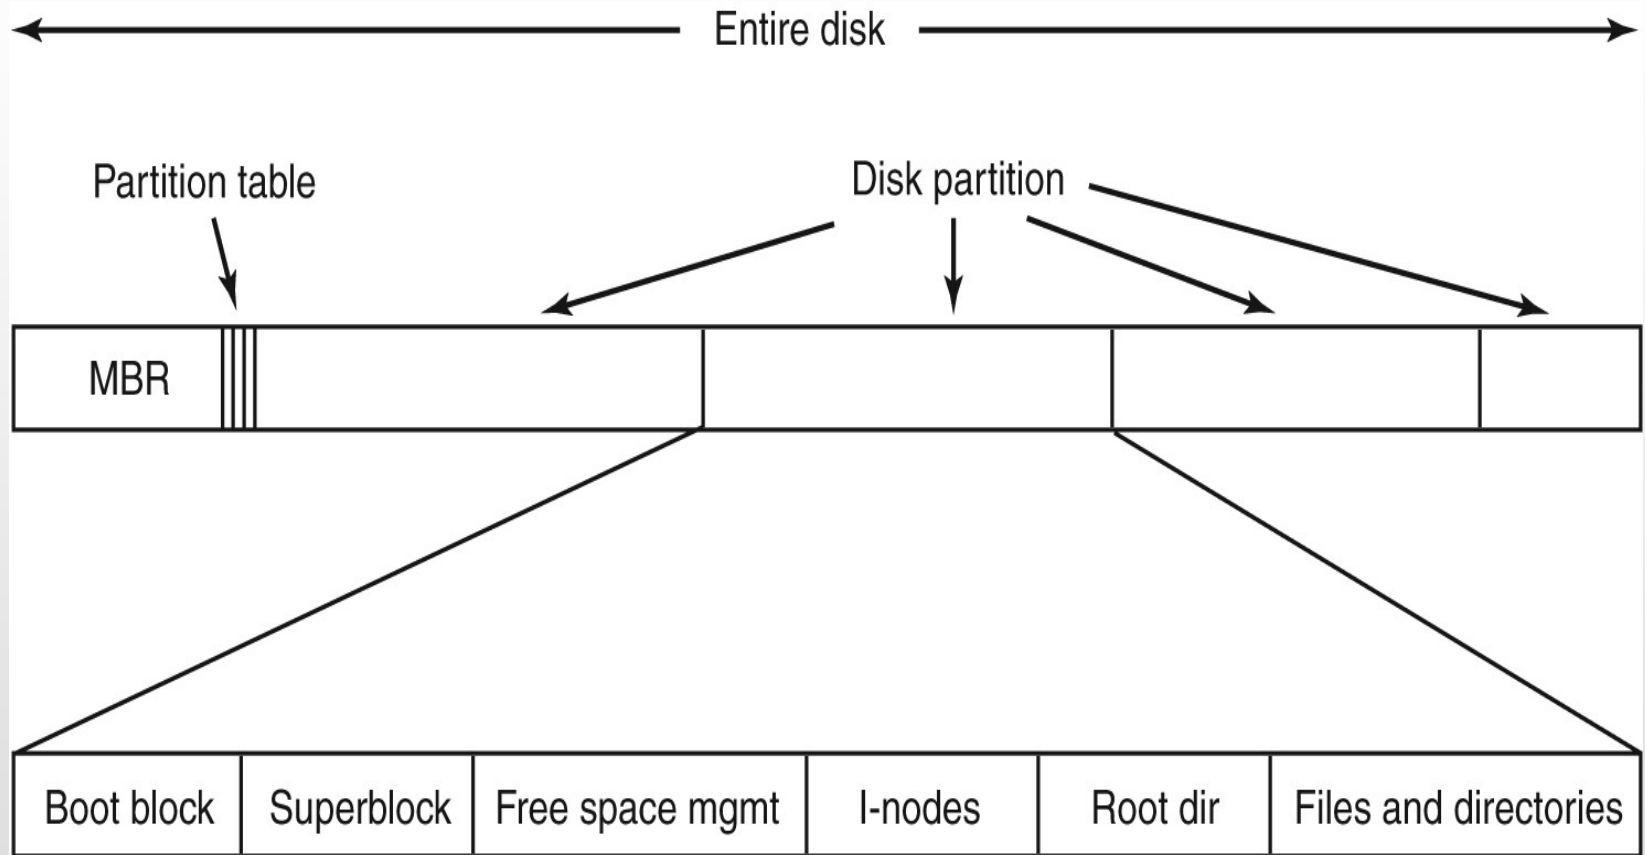 Entire disk
Partition table
Disk partition
MBR
Boot block
Superblock
Free space mgmt
I-nodes
Root dir
Files and directories